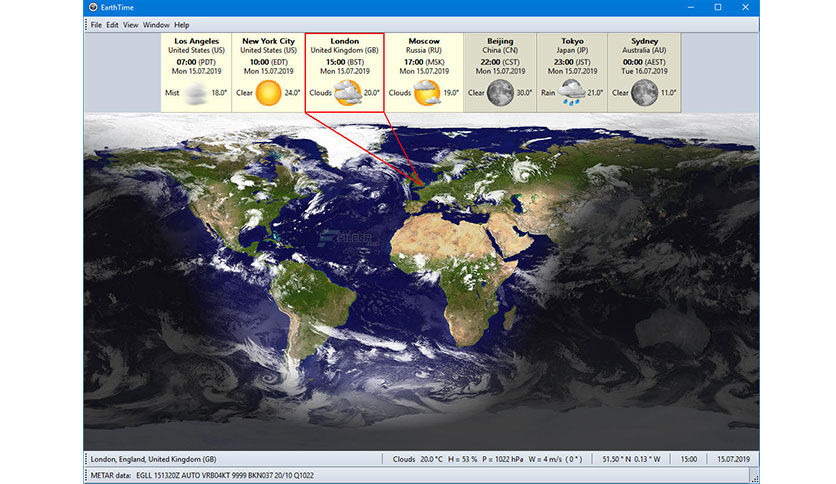 EarthTime
File Edit View Window Help
Los Angeles
United States (US)
07:00 (PDT)
Mon 15.07.2019
Mist 18.0°
New York City
United States (US)
10:00 (EDT)
Mon 15.07.2019
Clear 24.0°
London
United Kingdom (GB)
15:00 (BST)
Mon 15.07.2019
Clouds 20.0°
Moscow
Russia (RU)
17:00 (MSK)
Mon 15.07.2019
Clouds 19.0°
Beijing
China (CN)
22:00 (CST)
Mon 15.07.2019
Clear 30.0°
Tokyo
Japan (JP)
23:00 (JST)
Mon 15.07.2019
Rain 21.0°
Sydney
Australia (AU)
00:00 (AEST)
Tue 16.07.2019
Clear 11.0°
London, England, United Kingdom (GB)
Clouds 20.0 °C H = 53 % P = 1022 hPa W = 4 m/s ( 0 ° )
51.50 ° N 0.13 ° W
15:00
15.07.2019
METAR data: EGLL 151320Z AUTO VRB04KT 9999 BKN037 20/10 Q1022